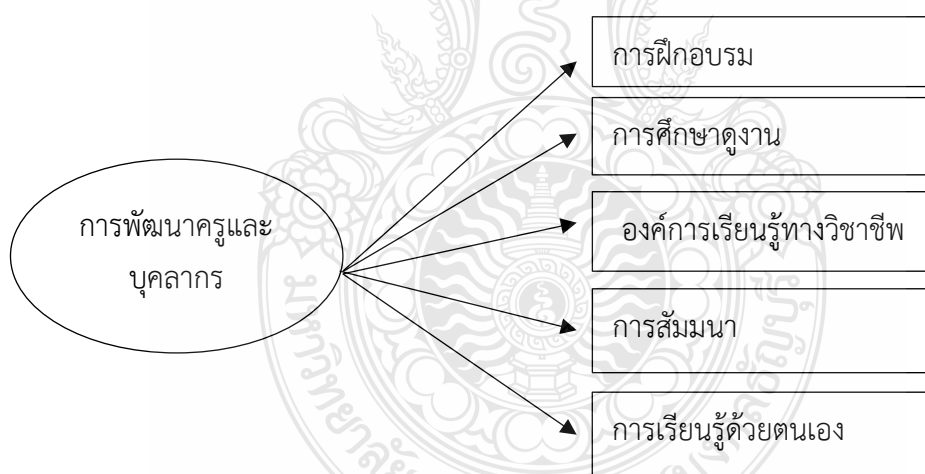 การฝึกอบรม
การศึกษาดูงาน
การพัฒนาครูและ
บุคลากร
องค์การเรียนรู้ทางวิชาชีพ
การสัมมนา
การเรียนรู้ด้วยตนเอง